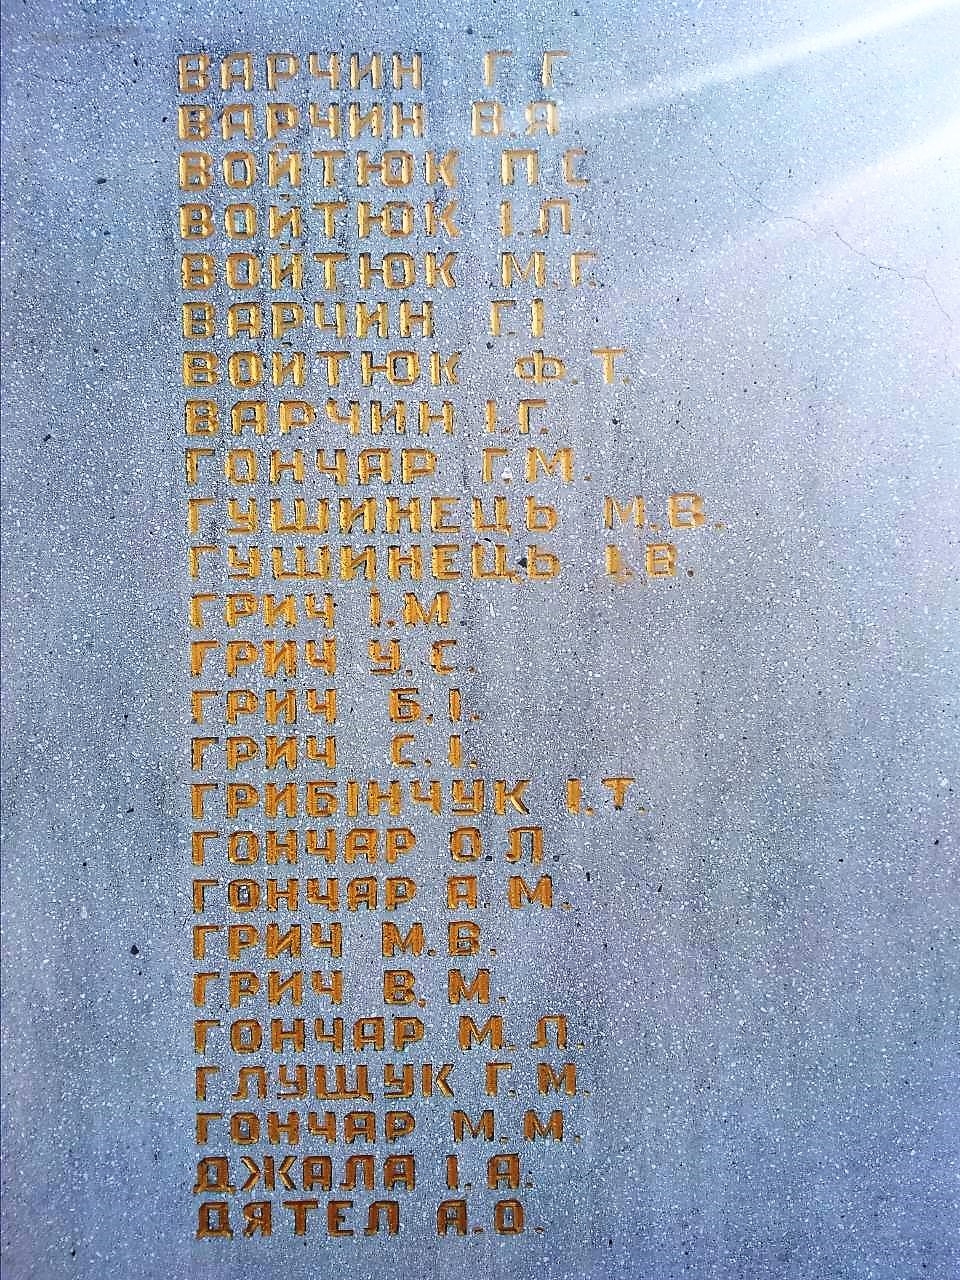 ВАРЧИН Г.Г
ВАРЧИН В.Я
ВОЙТЮК П.С
ВОЙТЮК І.Л.
ВОЙТЮК М.Г.
ВАРЧИН Г.І
ВОЙТЮК Ф.Т.
ВАРЧИН І.Г.
ГОНЧАР Г.М.
ГУШИНЕЦЬ М.В.
ГУШИНЕЦЬ І.В.
ГРИЧ І.М
ГРИЧ У.С.
ГРИЧ Б.І.
ГРИЧ С.І.
ГРИБІНЧУК І.Т.
ГОНЧАР О.Л
ГОНЧАР А.М.
ГРИЧ М.В.
ГРИЧ В.М.
ГОНЧАР М.Л.
ГЛУЩУК Г.М.
ГОНЧАР М.М.
ДЖАЛА І.А.
ДЯТЕЛ А.О.